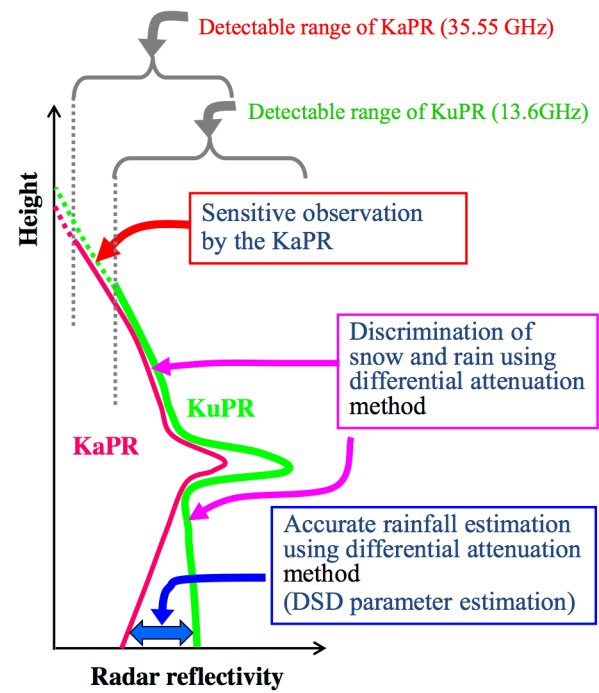 Detectable range of KaPR (35.55 GHz)
Detectable range of KuPR (13.6GHz)
Height
Sensitive observation
by the KaPR
Discrimination of
snow and rain using
differential attenuation
method
KuPR
KaPR
Accurate rainfall estimation
using differential attenuation
method
(DSD parameter estimation)
Radar reflectivity